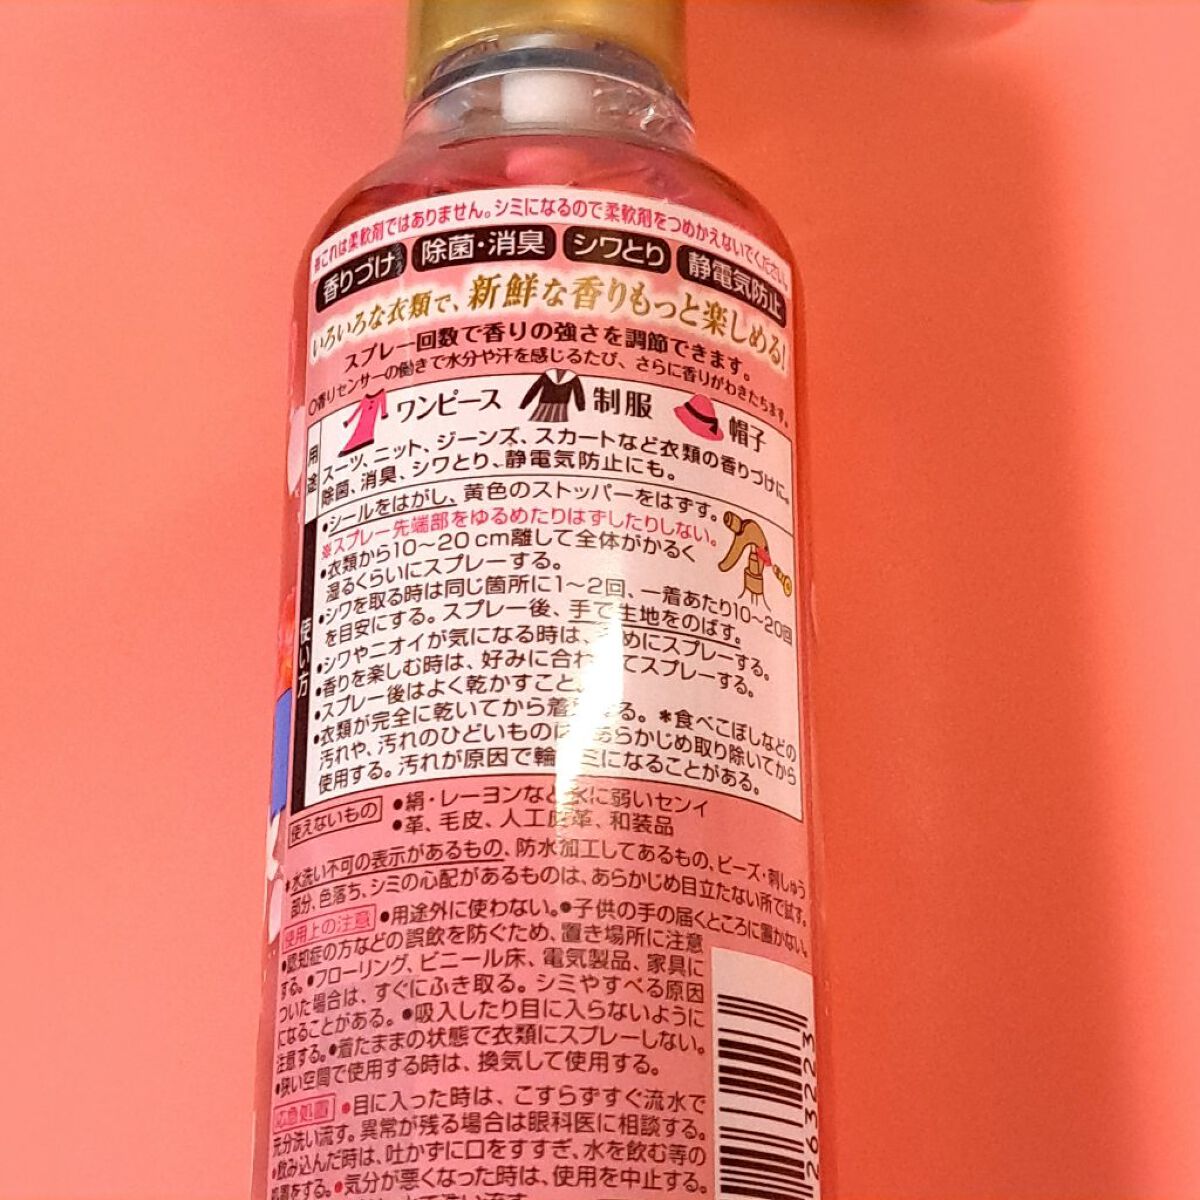 これは柔軟剤ではありません。シミになるので柔軟剤をつめかえないでください。
香りづけ 除菌・消臭 シワとり 静電気防止
いろいろな衣類で、新鮮な香りもっと楽しめる!
スプレー回数で香りの強さを調節できます。
○香りセンサーの働きで水分や汗を感じるたび、さらに香りがわきたちます。
用途
ワンピース 制服 帽子
スーツ、ニット、ジーンズ、スカートなど衣類の香りづけに。
除菌、消臭、シワとり、静電気防止にも。
使い方
●シールをはがし、黄色のストッパーをはずす。
※スプレー先端部をゆるめたりはずしたりしない。
●衣類から10〜20cm離して全体がかるく
湿るくらいにスプレーする。
●シワを取る時は同じ箇所に1〜2回、一着あたり10〜20回
を目安にする。スプレー後、手で生地をのばす。
●シワやニオイが気になる時は、めにスプレーする。
●香りを楽しむ時は、好みに合わてスプレーする。
●スプレー後はよく乾かすこと。
●衣類が完全に乾いてから着る。*食べこぼしなどの
汚れや、汚れのひどいものは、あらかじめ取り除いてから
使用する。汚れが原因で輪ジミになることがある。
使えないもの
●絹・レーヨンなど水に弱いセンイ
●革、毛皮、人工皮革、和装品
●水洗い不可の表示があるもの、防水加工してあるもの、ビーズ・刺しゅう
部分、色落ち、シミの心配があるものは、あらかじめ目立たない所で試す。
使用上の注意 ●用途外に使わない。●子供の手の届くところに置かない。
●認知症の方などの誤飲を防ぐため、置き場所に注意
する。●フローリング、ビニール床、電気製品、家具に
ついた場合は、すぐにふき取る。シミやすべる原因
になることがある。●吸入したり目に入らないように
注意する。●着たままの状態で衣類にスプレーしない。
●狭い空間で使用する時は、換気して使用する。
応急処置 ●目に入った時は、こすらずすぐ流水で
充分洗い流す。異常が残る場合は眼科医に相談する。
●飲み込んだ時は、吐かずに口をすすぎ、水を飲む等の
処置をする。●気分が悪くなった時は、使用を中止する。
263223